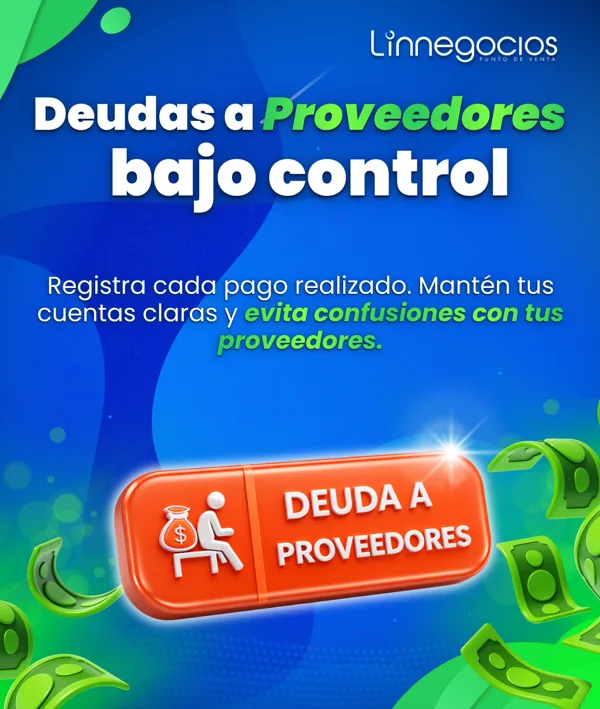 Linnegocios
PUNTO DE VENTA
Deudas a Proveedores
bajo control
Registra cada pago realizado. Mantén tus
cuentas claras y evita confusiones con tus
proveedores.
$
DEUDA A
PROVEEDORES